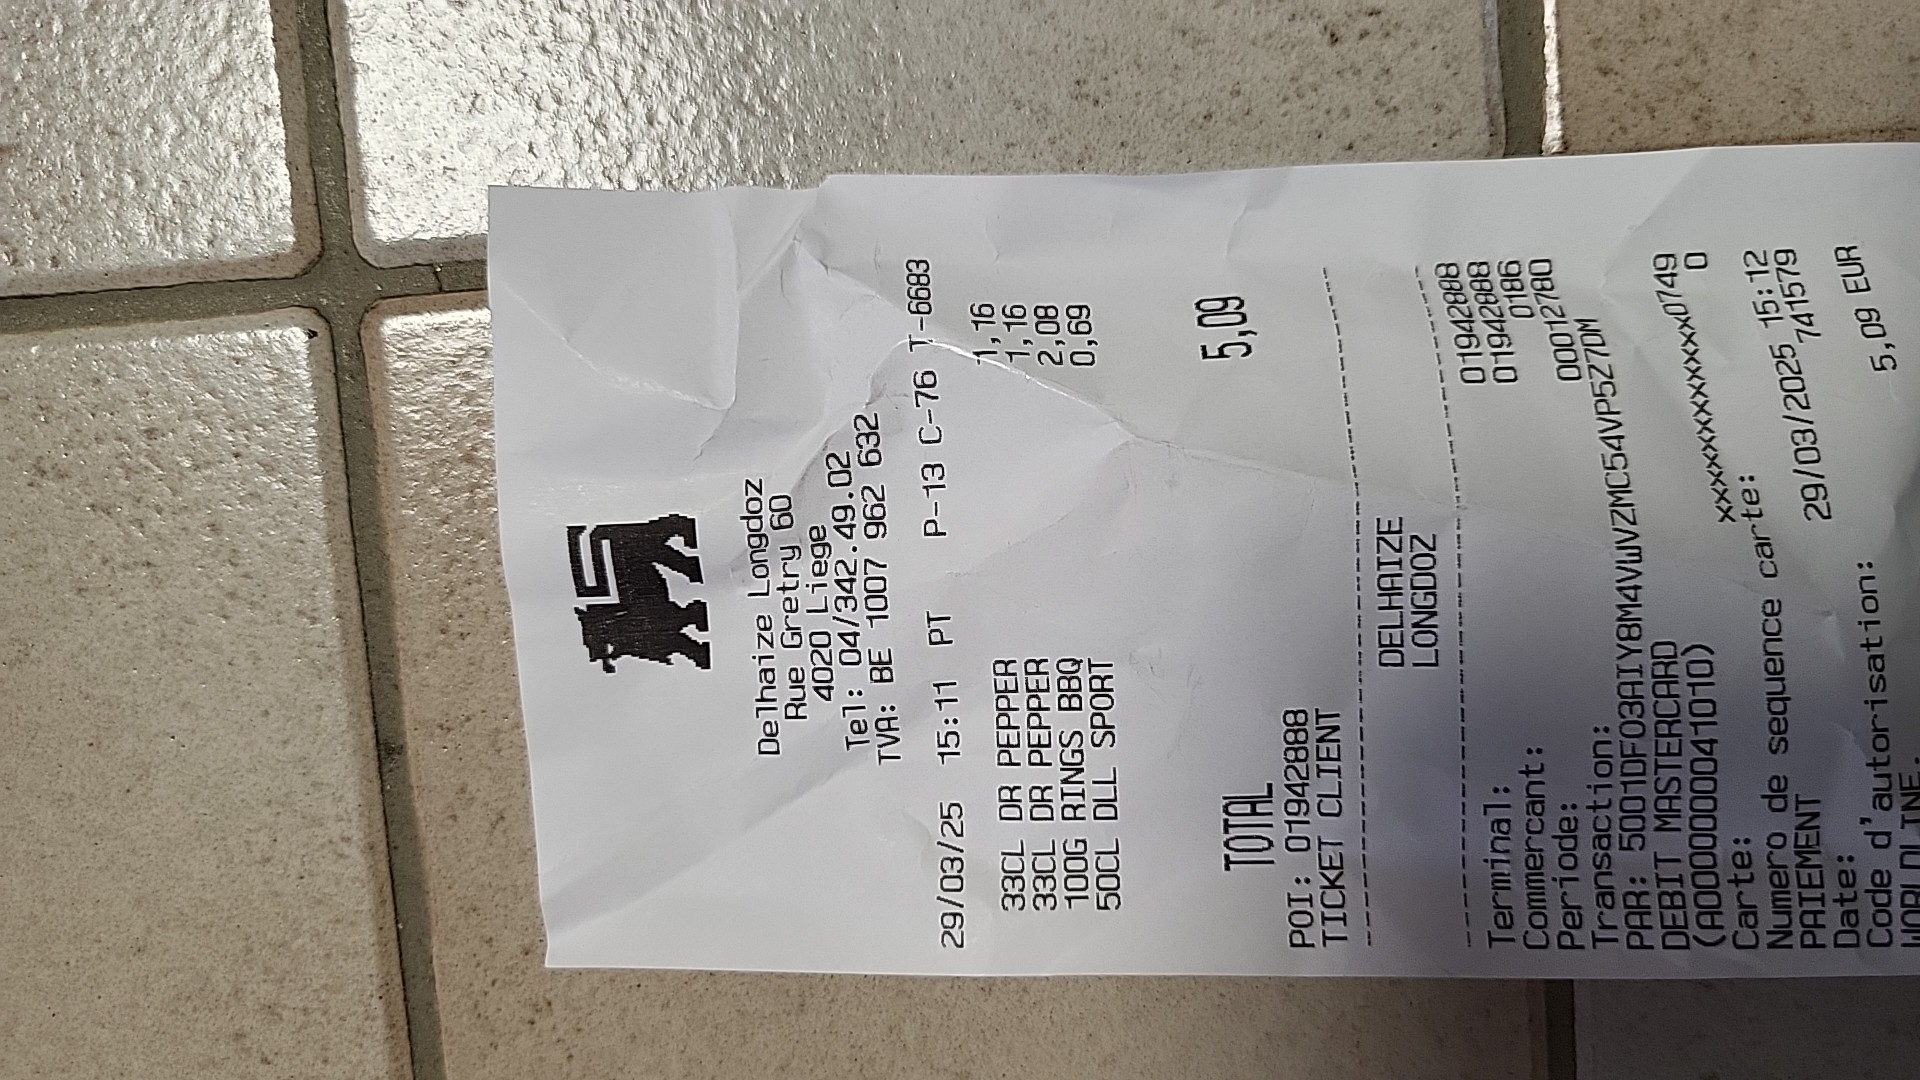 Delhaize Longdoz
Rue Gretry 60
4020 Liege
Tel: 04/342.49.02
TVA: BE 1007 962 632
29/03/25 15:11 PT P-13 C-76 T-6683
33CL DR PEPPER 1,16
33CL DR PEPPER 1,16
100G RINGS BBQ 2,08
50CL DLL SPORT 0,69
TOTAL 5,09
POI: 01942888
TICKET CLIENT
--------------------------------
DELHAIZE
LONGDOZ
--------------------------------
Terminal: 01942888
Commercant: 01942888
Periode: 0186
Transaction: 00012780
PAR: 5001DF03AIY8M4VWVZMC54VP5Z7DM
DEBIT MASTERCARD
(A0000000041010)
Carte: xxxxxxxxxxxxxxx0749
Numero de sequence carte: 0
PAIEMENT
Date: 29/03/2025 15:12
Code d'autorisation: 741579
5,09 EUR